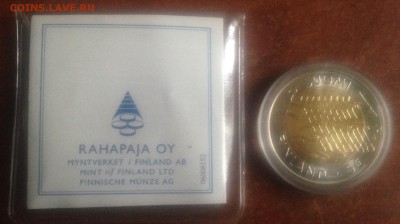 COINS.LAVE.RU
RAHAPAJA OY
MYNTVERKET / FINLAND AB
MINT of FINLAND LTD
FINNISCHE MÜNZE AG